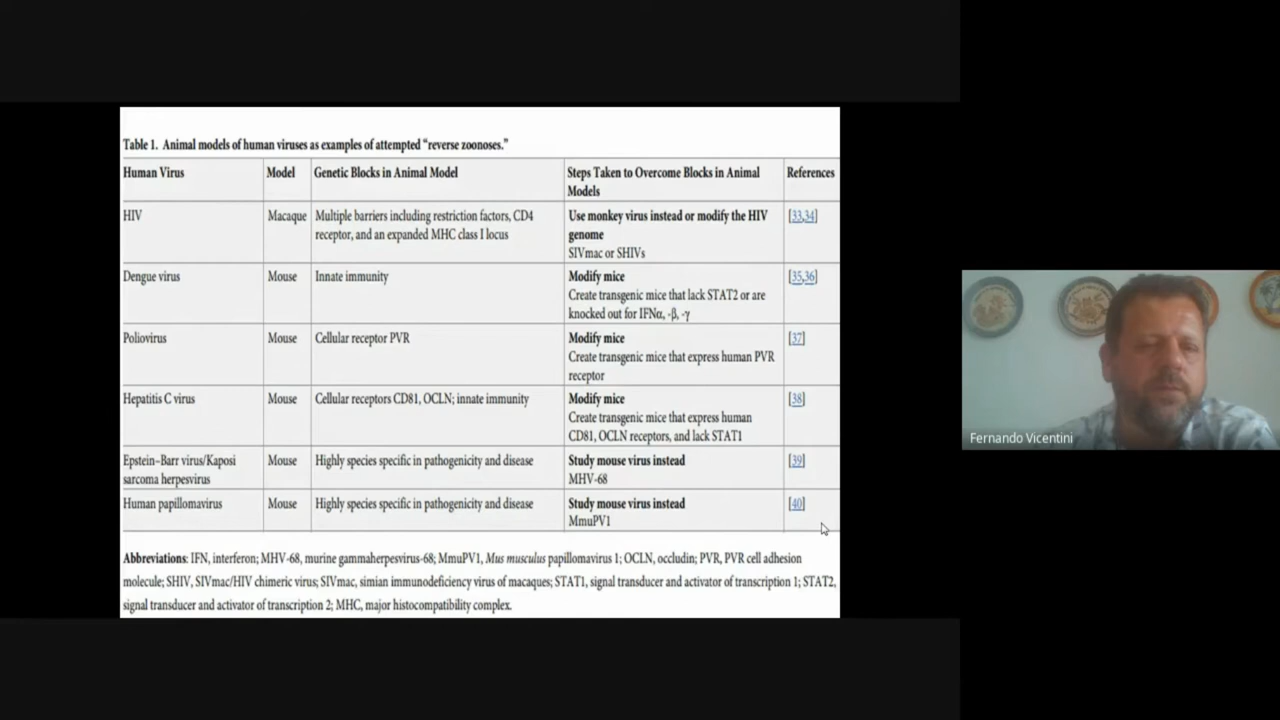 Table 1. Animal models of human viruses as examples of attempted “reverse zoonoses.”
Human Virus Model Genetic Blocks in Animal Model Steps Taken to Overcome Blocks in Animal Models References
HIV Macaque Multiple barriers including restriction factors, CD4 receptor, and an expanded MHC class I locus Use monkey virus instead or modify the HIV genome SIVmac or SHIVs [33,34]
Dengue virus Mouse Innate immunity Modify mice Create transgenic mice that lack STAT2 or are knocked out for IFNα, -β, -γ [35,36]
Poliovirus Mouse Cellular receptor PVR Modify mice Create transgenic mice that express human PVR receptor [37]
Hepatitis C virus Mouse Cellular receptors CD81, OCLN; innate immunity Modify mice Create transgenic mice that express human CD81, OCLN receptors, and lack STAT1 [38]
Epstein–Barr virus/Kaposi sarcoma herpesvirus Mouse Highly species specific in pathogenicity and disease Study mouse virus instead MHV-68 [39]
Human papillomavirus Mouse Highly species specific in pathogenicity and disease Study mouse virus instead MmuPV1 [40]
Abbreviations: IFN, interferon; MHV-68, murine gammaherpesvirus-68; MmuPV1, Mus musculus papillomavirus 1; OCLN, occludin; PVR, PVR cell adhesion
molecule; SHIV, SIVmac/HIV chimeric virus; SIVmac, simian immunodeficiency virus of macaques; STAT1, signal transducer and activator of transcription 1; STAT2,
signal transducer and activator of transcription 2; MHC, major histocompatibility complex.
Fernando Vicentini